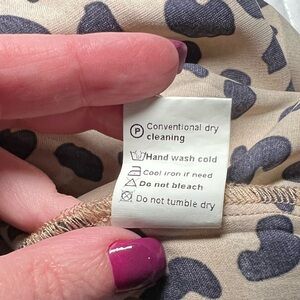 P Conventional dry
cleaning
Hand wash cold
Cool iron if need
Do not bleach
Do not tumble dry